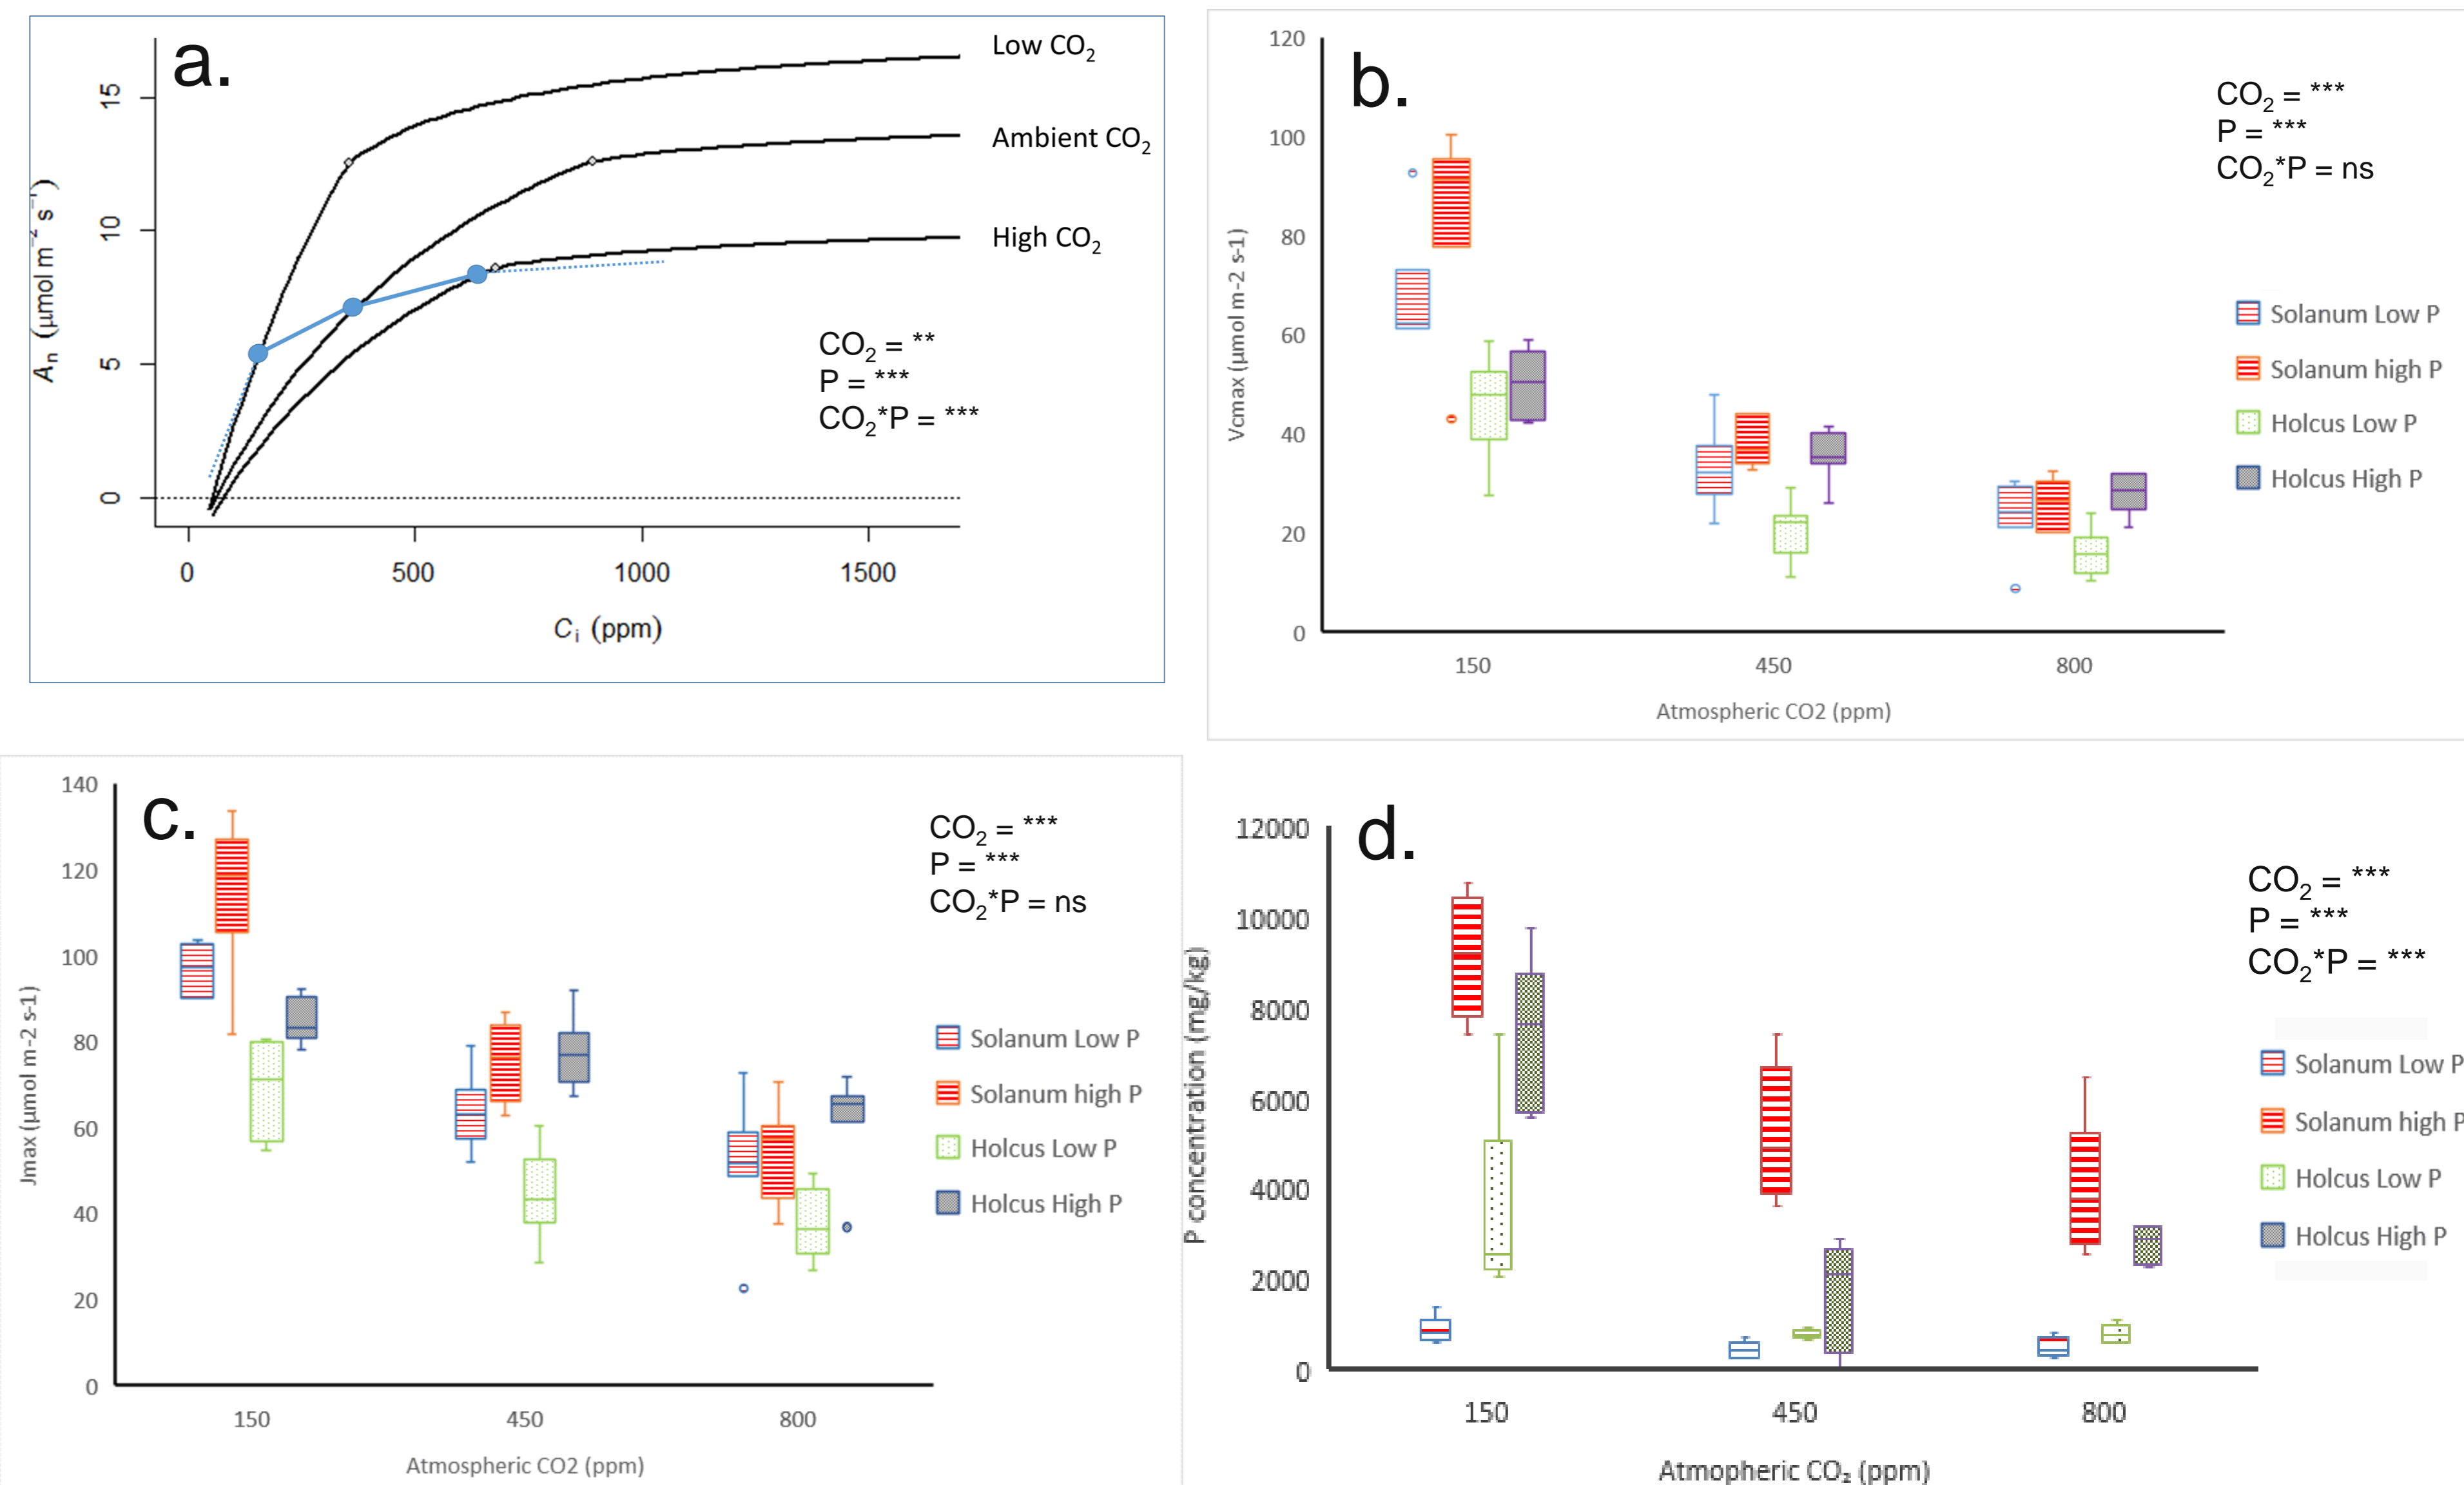 a.
Low CO₂
Ambient CO₂
High CO₂
15
10
5
0
Aₙ (μmol m⁻² s⁻¹)
CO₂ = **
P = ***
CO₂*P = ***
0 500 1000 1500
Cᵢ (ppm)
b.
120
100
80
60
40
20
0
Vcmax (μmol m-2 s-1)
CO₂ = ***
P = ***
CO₂*P = ns
Solanum Low P
Solanum high P
Holcus Low P
Holcus High P
150 450 800
Atmospheric CO2 (ppm)
c.
140
120
100
80
60
40
20
0
Jmax (μmol m-2 s-1)
CO₂ = ***
P = ***
CO₂*P = ns
Solanum Low P
Solanum high P
Holcus Low P
Holcus High P
150 450 800
Atmospheric CO2 (ppm)
d.
12000
10000
8000
6000
4000
2000
0
P concentration (mg/kg)
CO₂ = ***
P = ***
CO₂*P = ***
Solanum Low P
Solanum high P
Holcus Low P
Holcus High P
150 450 800
Atmopheric CO₂ (ppm)